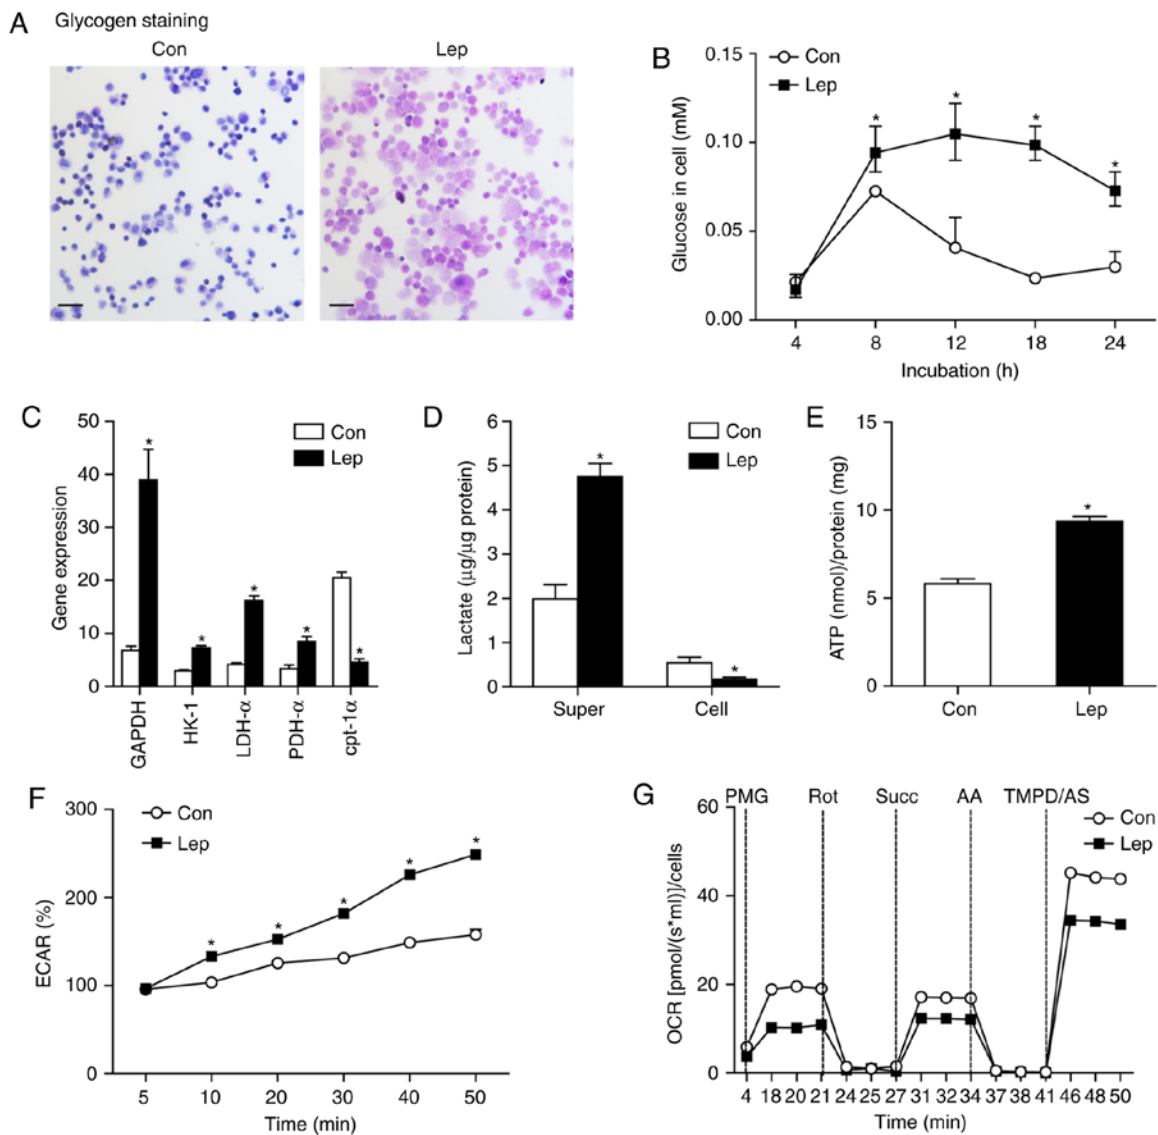 A Glycogen staining
Con Lep
B
Con
Lep
Glucose in cell (mM)
0.15
0.10
0.05
0.00
* * * *
4 8 12 18 24
Incubation (h)
C
Con
Lep
Gene expression
50
40
30
20
10
0
* * * * *
GAPDH HK-1 LDH-α PDH-α cpt-1α
D
Con
Lep
Lactate (µg/µg protein)
6
5
4
3
2
1
0
* *
Super Cell
E
ATP (nmol)/protein (mg)
15
10
5
0
*
Con Lep
F
Con
Lep
ECAR (%)
300
200
100
0
* * * * *
5 10 20 30 40 50
Time (min)
G
PMG Rot Succ AA TMPD/AS
Con
Lep
OCR [pmol/(s*ml)]/cells
60
40
20
0
4 18 20 21 24 25 27 31 32 34 37 38 41 46 48 50
Time (min)